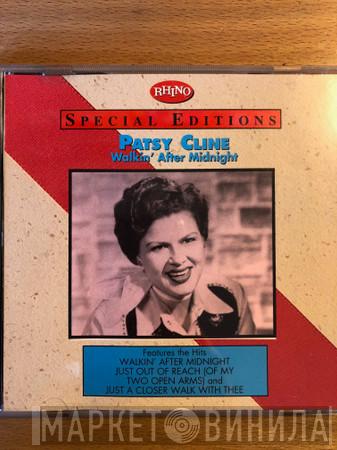 RHINO
SPECIAL EDITIONS
PATSY CLINE
Walkin' After Midnight
Features the Hits
WALKIN' AFTER MIDNIGHT
JUST OUT OF REACH (OF MY
TWO OPEN ARMS) and
JUST A CLOSER WALK WITH THEE
МАРКЕТ ВИНИЛА